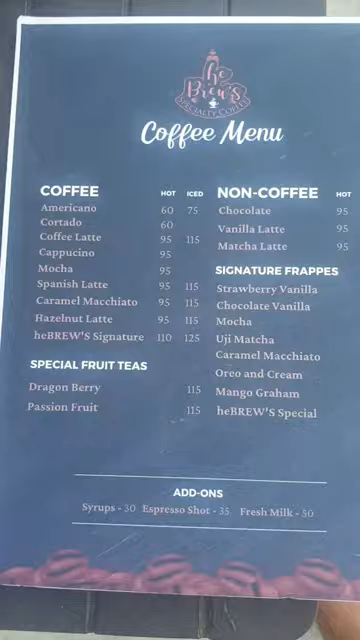 he
Brew's
SPECIALTY COFFEE
Coffee Menu
COFFEE HOT ICED
Americano 60 75
Cortado 60
Coffee Latte 95 115
Cappucino 95
Mocha 95
Spanish Latte 95 115
Caramel Macchiato 95 115
Hazelnut Latte 95 115
heBREW'S Signature 110 125
SPECIAL FRUIT TEAS
Dragon Berry 115
Passion Fruit 115
NON-COFFEE HOT
Chocolate 95
Vanilla Latte 95
Matcha Latte 95
SIGNATURE FRAPPES
Strawberry Vanilla
Chocolate Vanilla
Mocha
Uji Matcha
Caramel Macchiato
Oreo and Cream
Mango Graham
heBREW'S Special
ADD-ONS
Syrups - 30 Espresso Shot - 35 Fresh Milk - 50